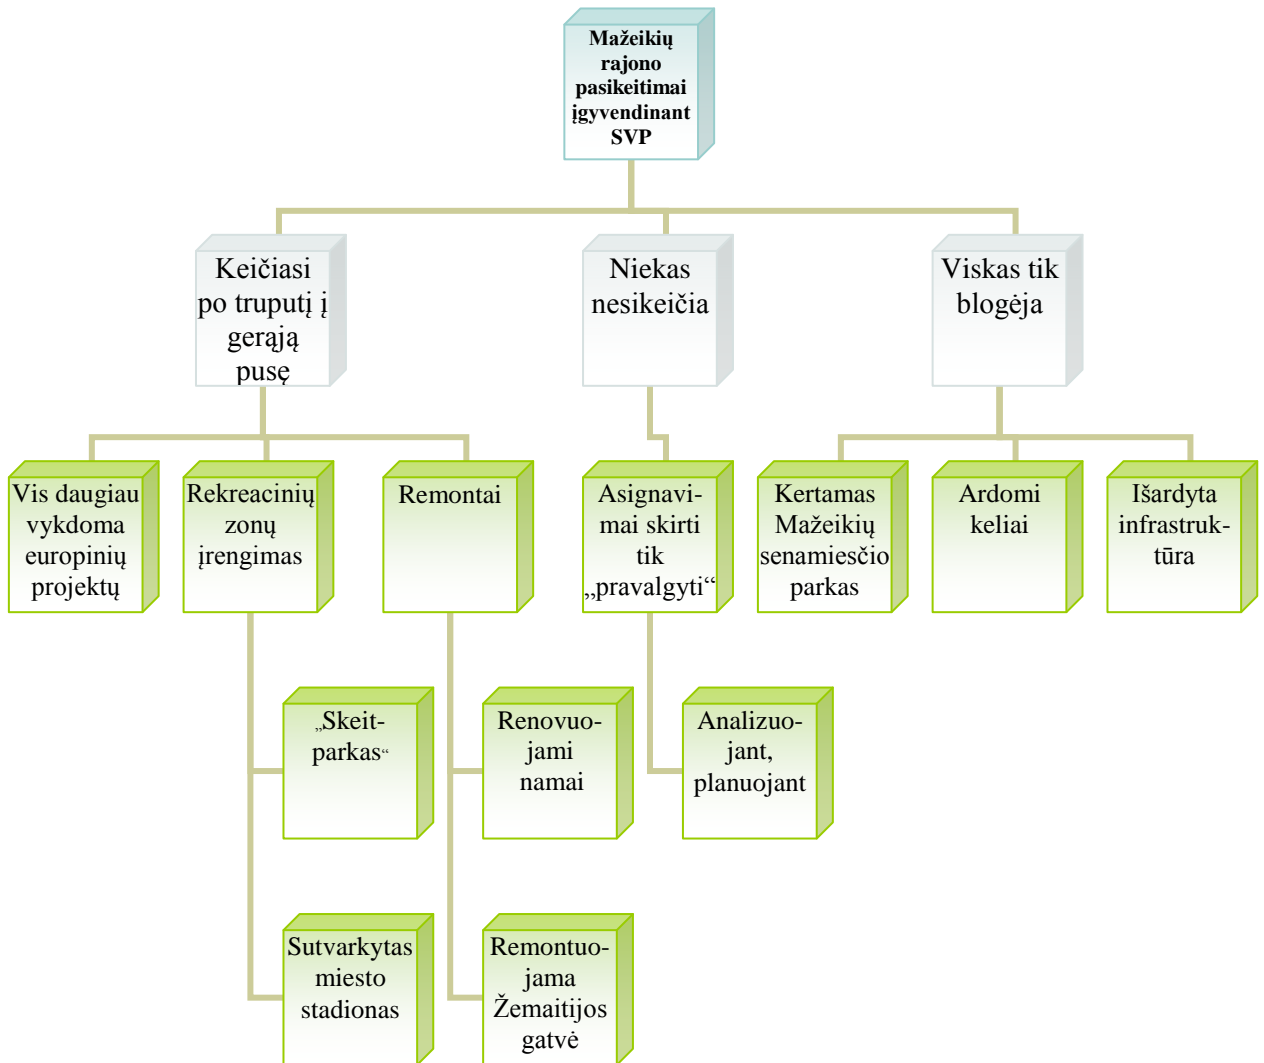 Mažeikių
rajono
pasikeitimai
įgyvendinant
SVP
Keičiasi
po truputį į
gerąją
pusę
Niekas
nesikeičia
Viskas tik
blogėja
Vis daugiau
vykdoma
europinių
projektų
Rekreacinių
zonų
įrengimas
Remontai
Asignavi-
mai skirti
tik
„pravalgyti“
Kertamas
Mažeikių
senamiesčio
parkas
Ardomi
keliai
Išardyta
infrastruk-
tūra
„Skeit-
parkas“
Renovuo-
jami
namai
Analizuo-
jant,
planuojant
Sutvarkytas
miesto
stadionas
Remontuo-
jama
Žemaitijos
gatvė